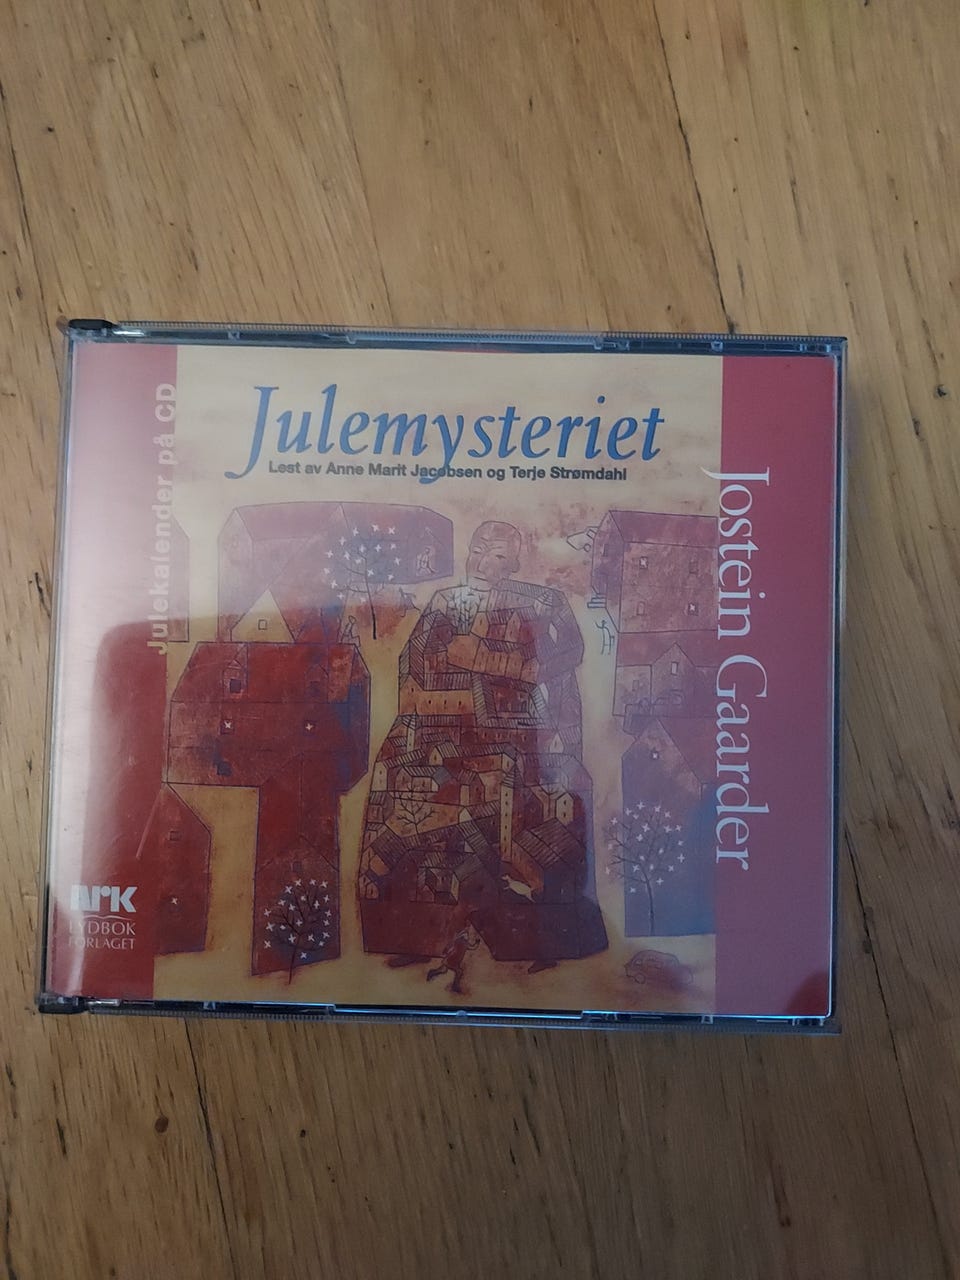 Julemysteriet
Lest av Anne Marit Jacobsen og Terje Strømdahl
Julekalender på CD
Jostein Gaarder
NRK
LYDBOK
FORLAGET